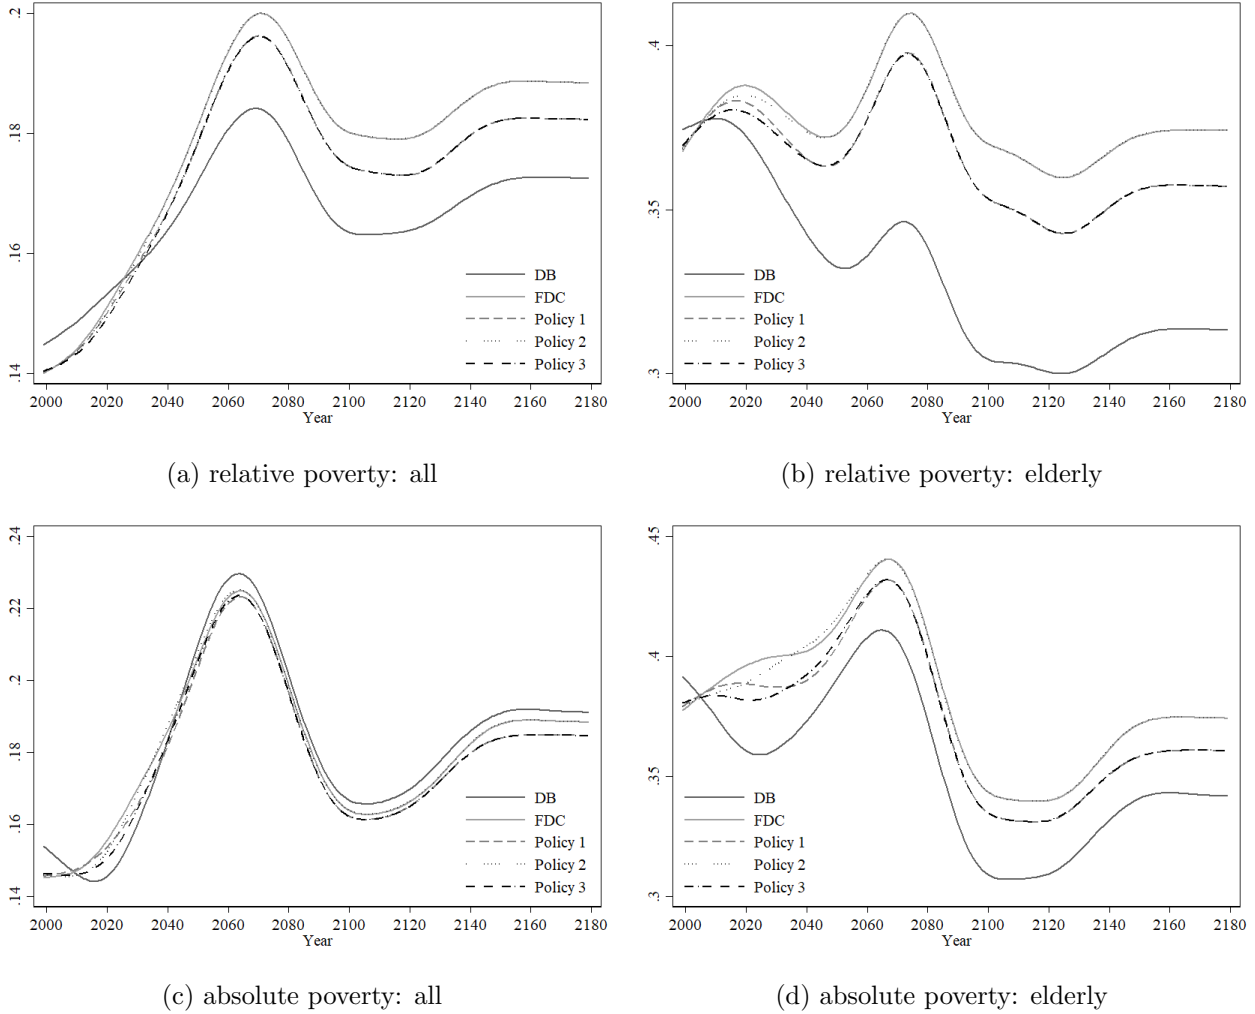 .2
.18
.16
.14
DB
FDC
Policy 1
Policy 2
Policy 3
2000 2020 2040 2060 2080 2100 2120 2140 2160 2180
Year
(a) relative poverty: all
.4
.35
.3
DB
FDC
Policy 1
Policy 2
Policy 3
2000 2020 2040 2060 2080 2100 2120 2140 2160 2180
Year
(b) relative poverty: elderly
.24
.22
.2
.18
.16
.14
DB
FDC
Policy 1
Policy 2
Policy 3
2000 2020 2040 2060 2080 2100 2120 2140 2160 2180
Year
(c) absolute poverty: all
.45
.4
.35
.3
DB
FDC
Policy 1
Policy 2
Policy 3
2000 2020 2040 2060 2080 2100 2120 2140 2160 2180
Year
(d) absolute poverty: elderly